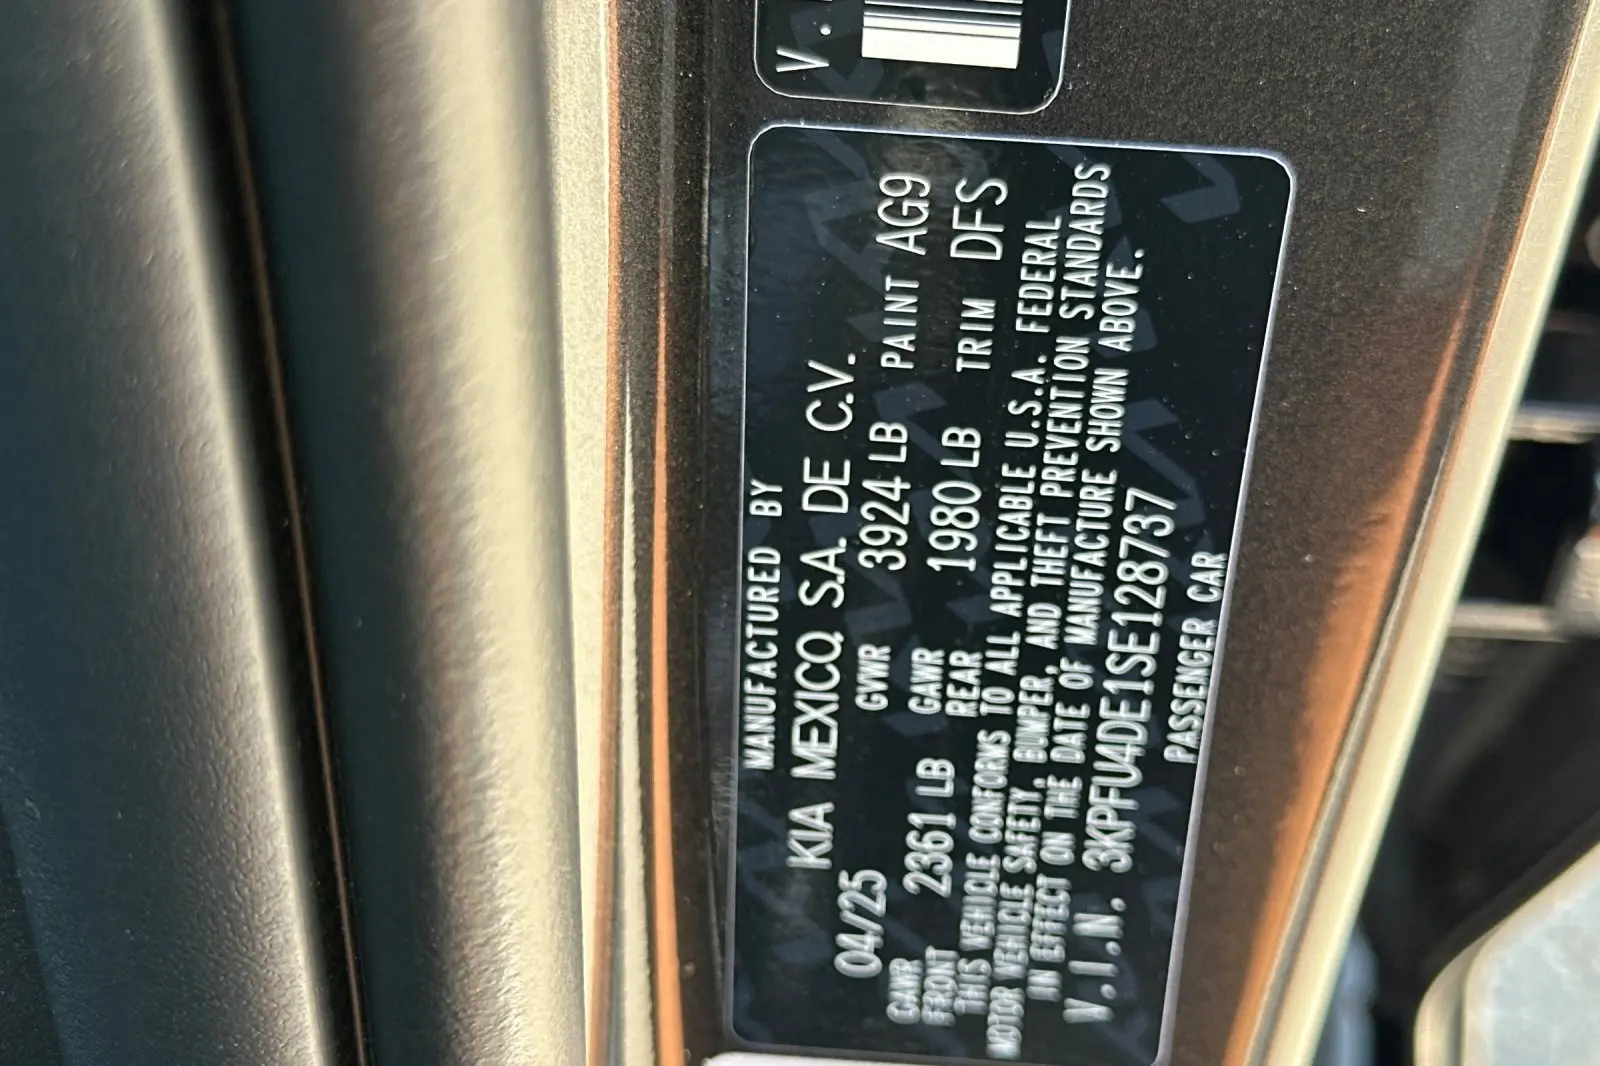 V.
MANUFACTURED BY
KIA MEXICO, S.A. DE C.V.
04/25 GVWR 3924 LB PAINT AG9
GAWR FRONT 2361 LB GAWR REAR 1980 LB TRIM DFS
THIS VEHICLE CONFORMS TO ALL APPLICABLE U.S.A. FEDERAL
MOTOR VEHICLE SAFETY, BUMPER, AND THEFT PREVENTION STANDARDS
IN EFFECT ON THE DATE OF MANUFACTURE SHOWN ABOVE.
V.I.N. 3KPFU4DE1SE128737
PASSENGER CAR